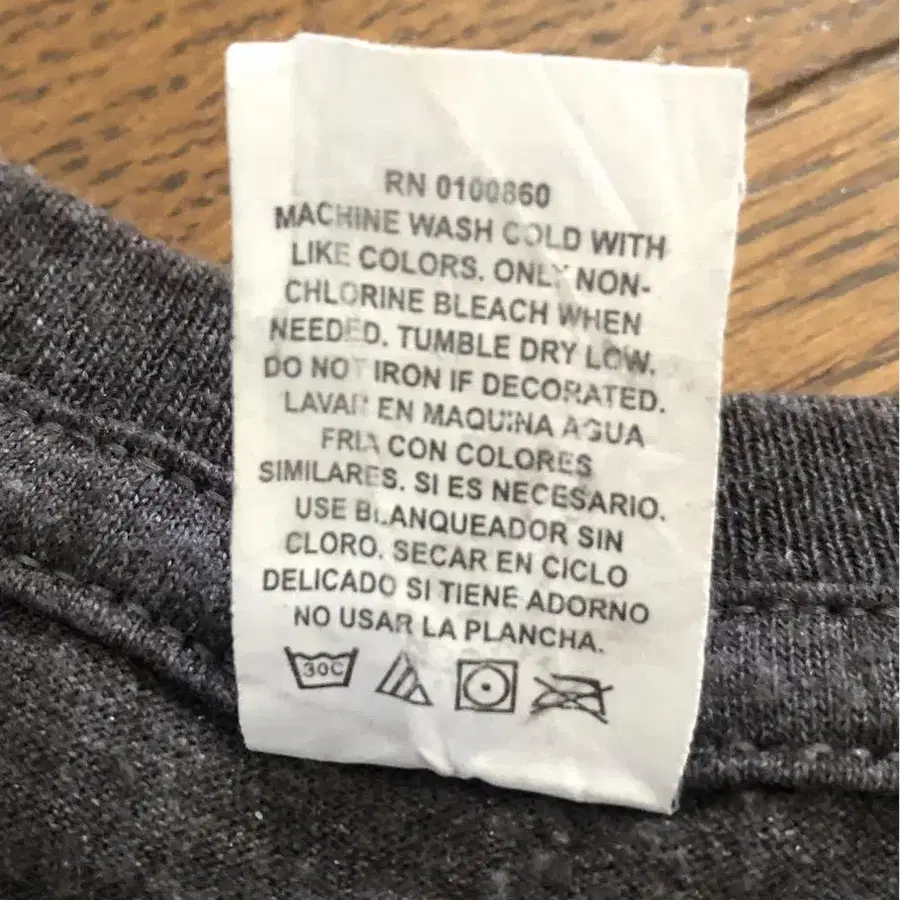 RN 0100860
MACHINE WASH COLD WITH
LIKE COLORS. ONLY NON-
CHLORINE BLEACH WHEN
NEEDED. TUMBLE DRY LOW.
DO NOT IRON IF DECORATED.
LAVAR EN MAQUINA AGUA
FRIA CON COLORES
SIMILARES. SI ES NECESARIO.
USE BLANQUEADOR SIN
CLORO. SECAR EN CICLO
DELICADO SI TIENE ADORNO
NO USAR LA PLANCHA.
30C